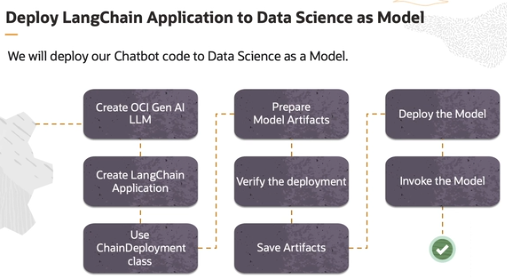 Deploy LangChain Application to Data Science as Model
We will deploy our Chatbot code to Data Science as a Model.
Create OCI Gen AI
LLM
Create LangChain
Application
Use
ChainDeployment
class
Prepare
Model Artifacts
Verify the deployment
Save Artifacts
Deploy the Model
Invoke the Model